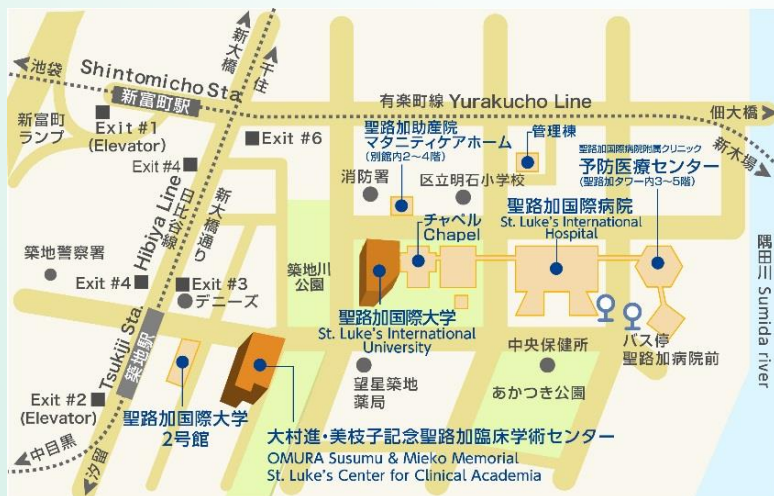 新大橋
千住
池袋
Shintomicho Sta.
新富町駅
有楽町線 Yurakucho Line
佃大橋
新木場
新富町
ランプ
Exit #1
(Elevator)
Exit #6
Exit #4
聖路加助産院
マタニティケアホーム
(別館内2~4階)
管理棟
聖路加国際病院附属クリニック
予防医療センター
(聖路加タワー内3~5階)
消防署
区立明石小学校
新大橋通り
Hibiya Line
日比谷線
チャペル
Chapel
聖路加国際病院
St. Luke's International
Hospital
築地警察署
Exit #4
Exit #3
デニーズ
築地川
公園
隅田川 Sumida river
聖路加国際大学
St. Luke's International
University
バス停
聖路加病院前
中央保健所
Tsukiji Sta.
築地駅
Exit #2
(Elevator)
望星築地
薬局
あかつき公園
聖路加国際大学
2号館
大村進・美枝子記念聖路加臨床学術センター
OMURA Susumu & Mieko Memorial
St. Luke's Center for Clinical Academia
中目黒
汐留